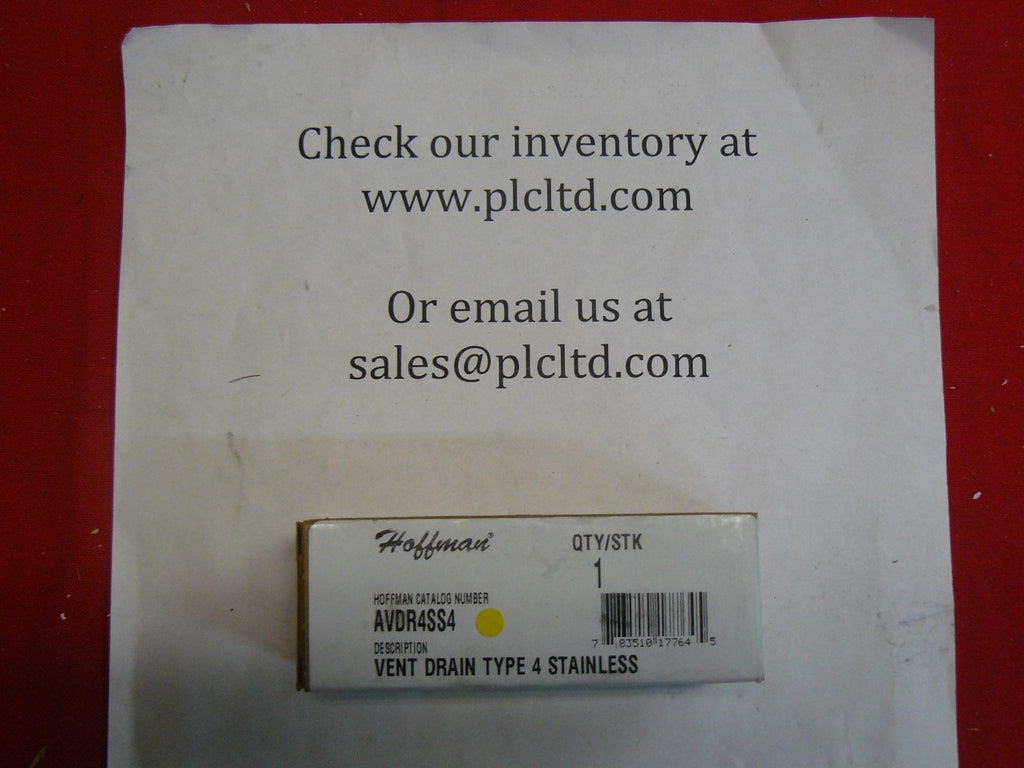 Check our inventory at
www.plcltd.com
Or email us at
sales@plcltd.com
Hoffman®
QTY/STK
1
HOFFMAN CATALOG NUMBER
AVDR4SS4
DESCRIPTION
VENT DRAIN TYPE 4 STAINLESS
7 83510 17764 5